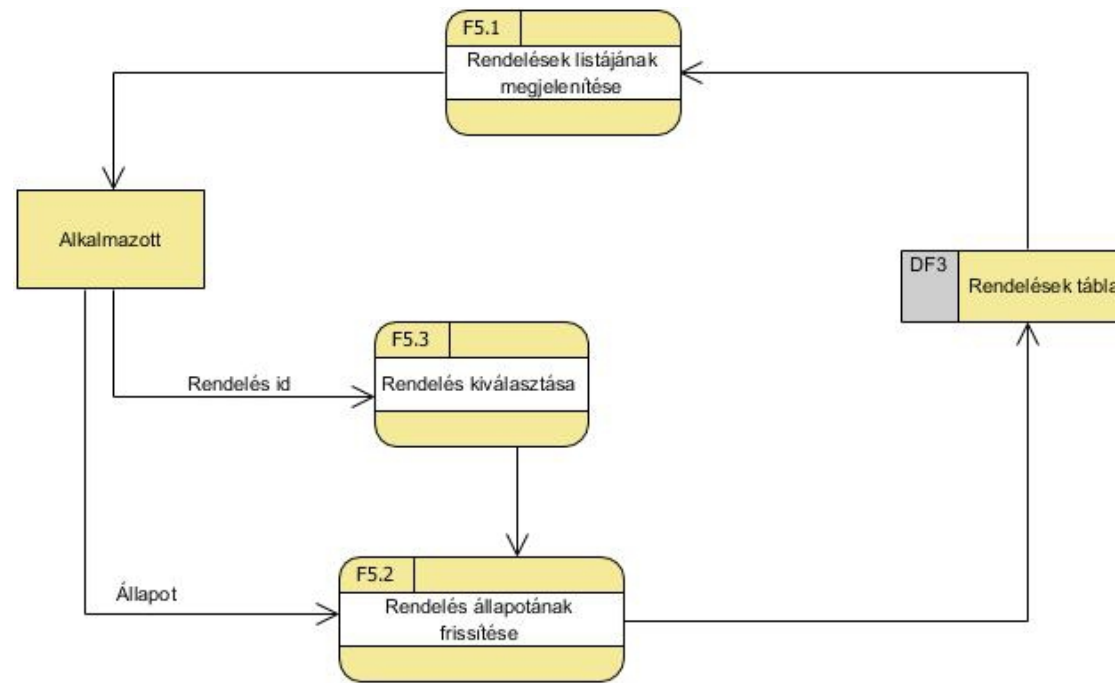 F5.1
Rendelések listájának
megjelenítése
Alkalmazott
DF3
Rendelések tábla
F5.3
Rendelés id
Rendelés kiválasztása
F5.2
Állapot
Rendelés állapotának
frissítése